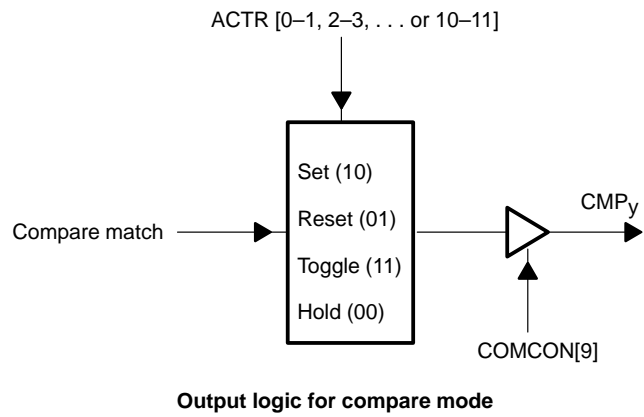 ACTR [0–1, 2–3, . . . or 10–11]
Set (10)
Reset (01)
Compare match
Toggle (11)
Hold (00)
CMPy
COMCON[9]
Output logic for compare mode